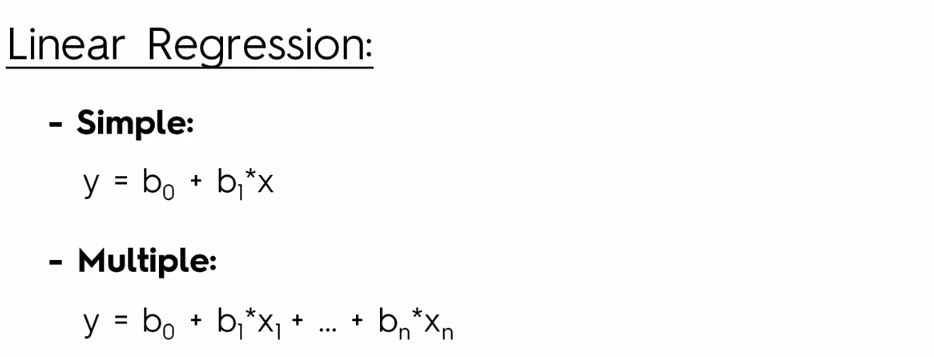 Linear Regression:
- Simple:
y = b₀ + b₁*x
- Multiple:
y = b₀ + b₁*x₁ + ... + bₙ*xₙ